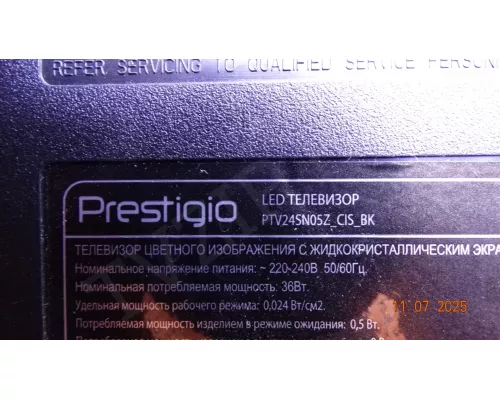 REFER SERVICING TO QUALIFIED SERVICE PERSON
Prestigio
LED ТЕЛЕВИЗОР
PTV24SN05Z_CIS_BK
ТЕЛЕВИЗОР ЦВЕТНОГО ИЗОБРАЖЕНИЯ С ЖИДКОКРИСТАЛЛИЧЕСКИМ ЭКРА
Номинальное напряжение питания: ~ 220-240В 50/60Гц.
Номинальная потребляемая мощность: 36Вт.
Удельная мощность рабочего режима: 0,024 Вт/см2.
Потребляемая мощность изделием в режиме ожидания: 0,5 Вт.
11 07 2025